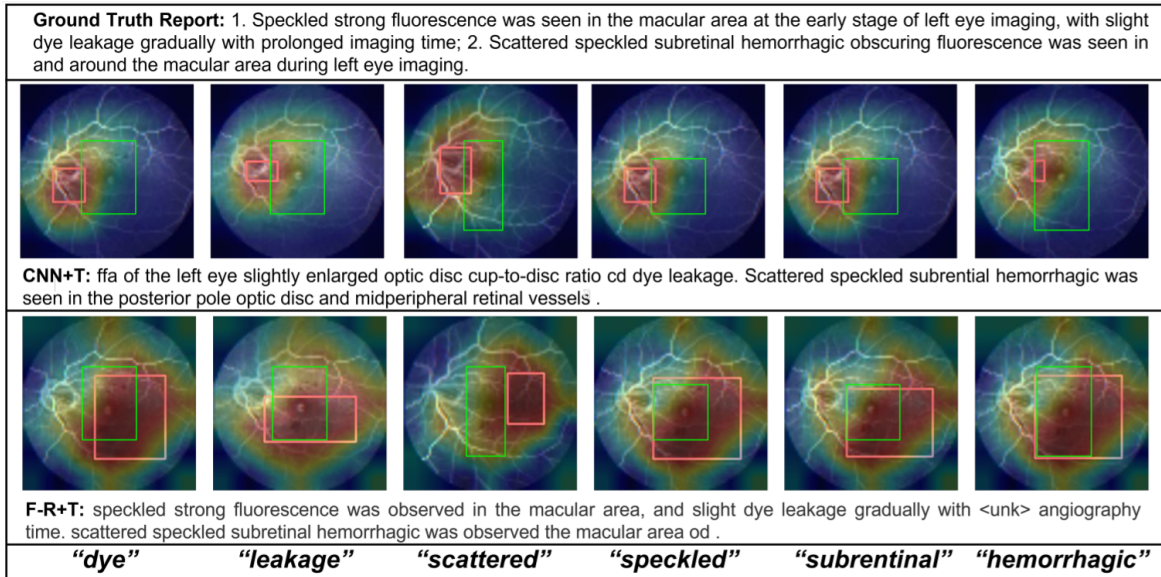 Ground Truth Report: 1. Speckled strong fluorescence was seen in the macular area at the early stage of left eye imaging, with slight
dye leakage gradually with prolonged imaging time; 2. Scattered speckled subretinal hemorrhagic obscuring fluorescence was seen in
and around the macular area during left eye imaging.
CNN+T: ffa of the left eye slightly enlarged optic disc cup-to-disc ratio cd dye leakage. Scattered speckled subrential hemorrhagic was
seen in the posterior pole optic disc and midperipheral retinal vessels .
F-R+T: speckled strong fluorescence was observed in the macular area, and slight dye leakage gradually with <unk> angiography
time. scattered speckled subretinal hemorrhagic was observed the macular area od .
"dye" "leakage" "scattered" "speckled" "subrentinal" "hemorrhagic"